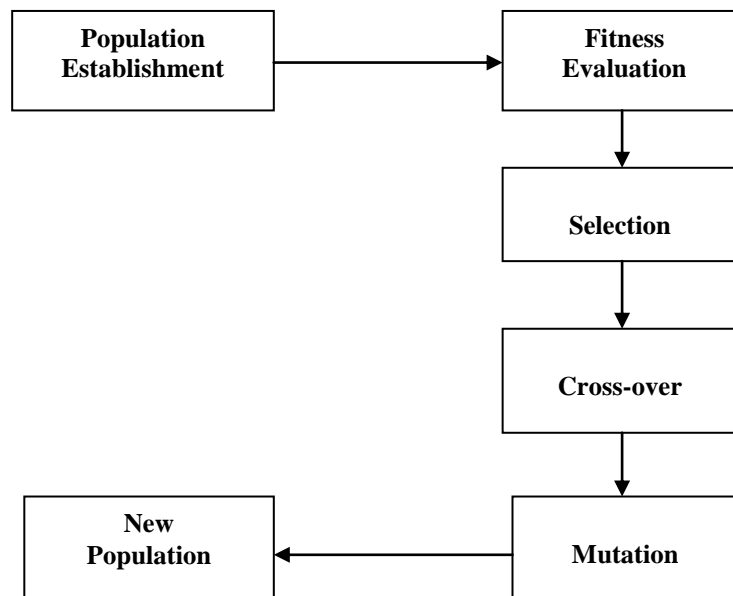 Population
Establishment
Fitness
Evaluation
Selection
Cross-over
Mutation
New
Population